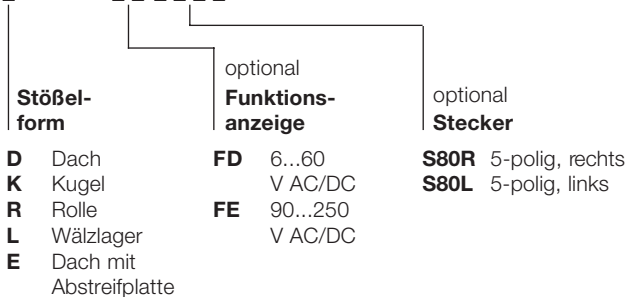 optional
Stößel-
form
D Dach
K Kugel
R Rolle
L Wälzlager
E Dach mit
Abstreifplatte
Funktions-
anzeige
FD 6...60
V AC/DC
FE 90...250
V AC/DC
optional
Stecker
S80R 5-polig, rechts
S80L 5-polig, links